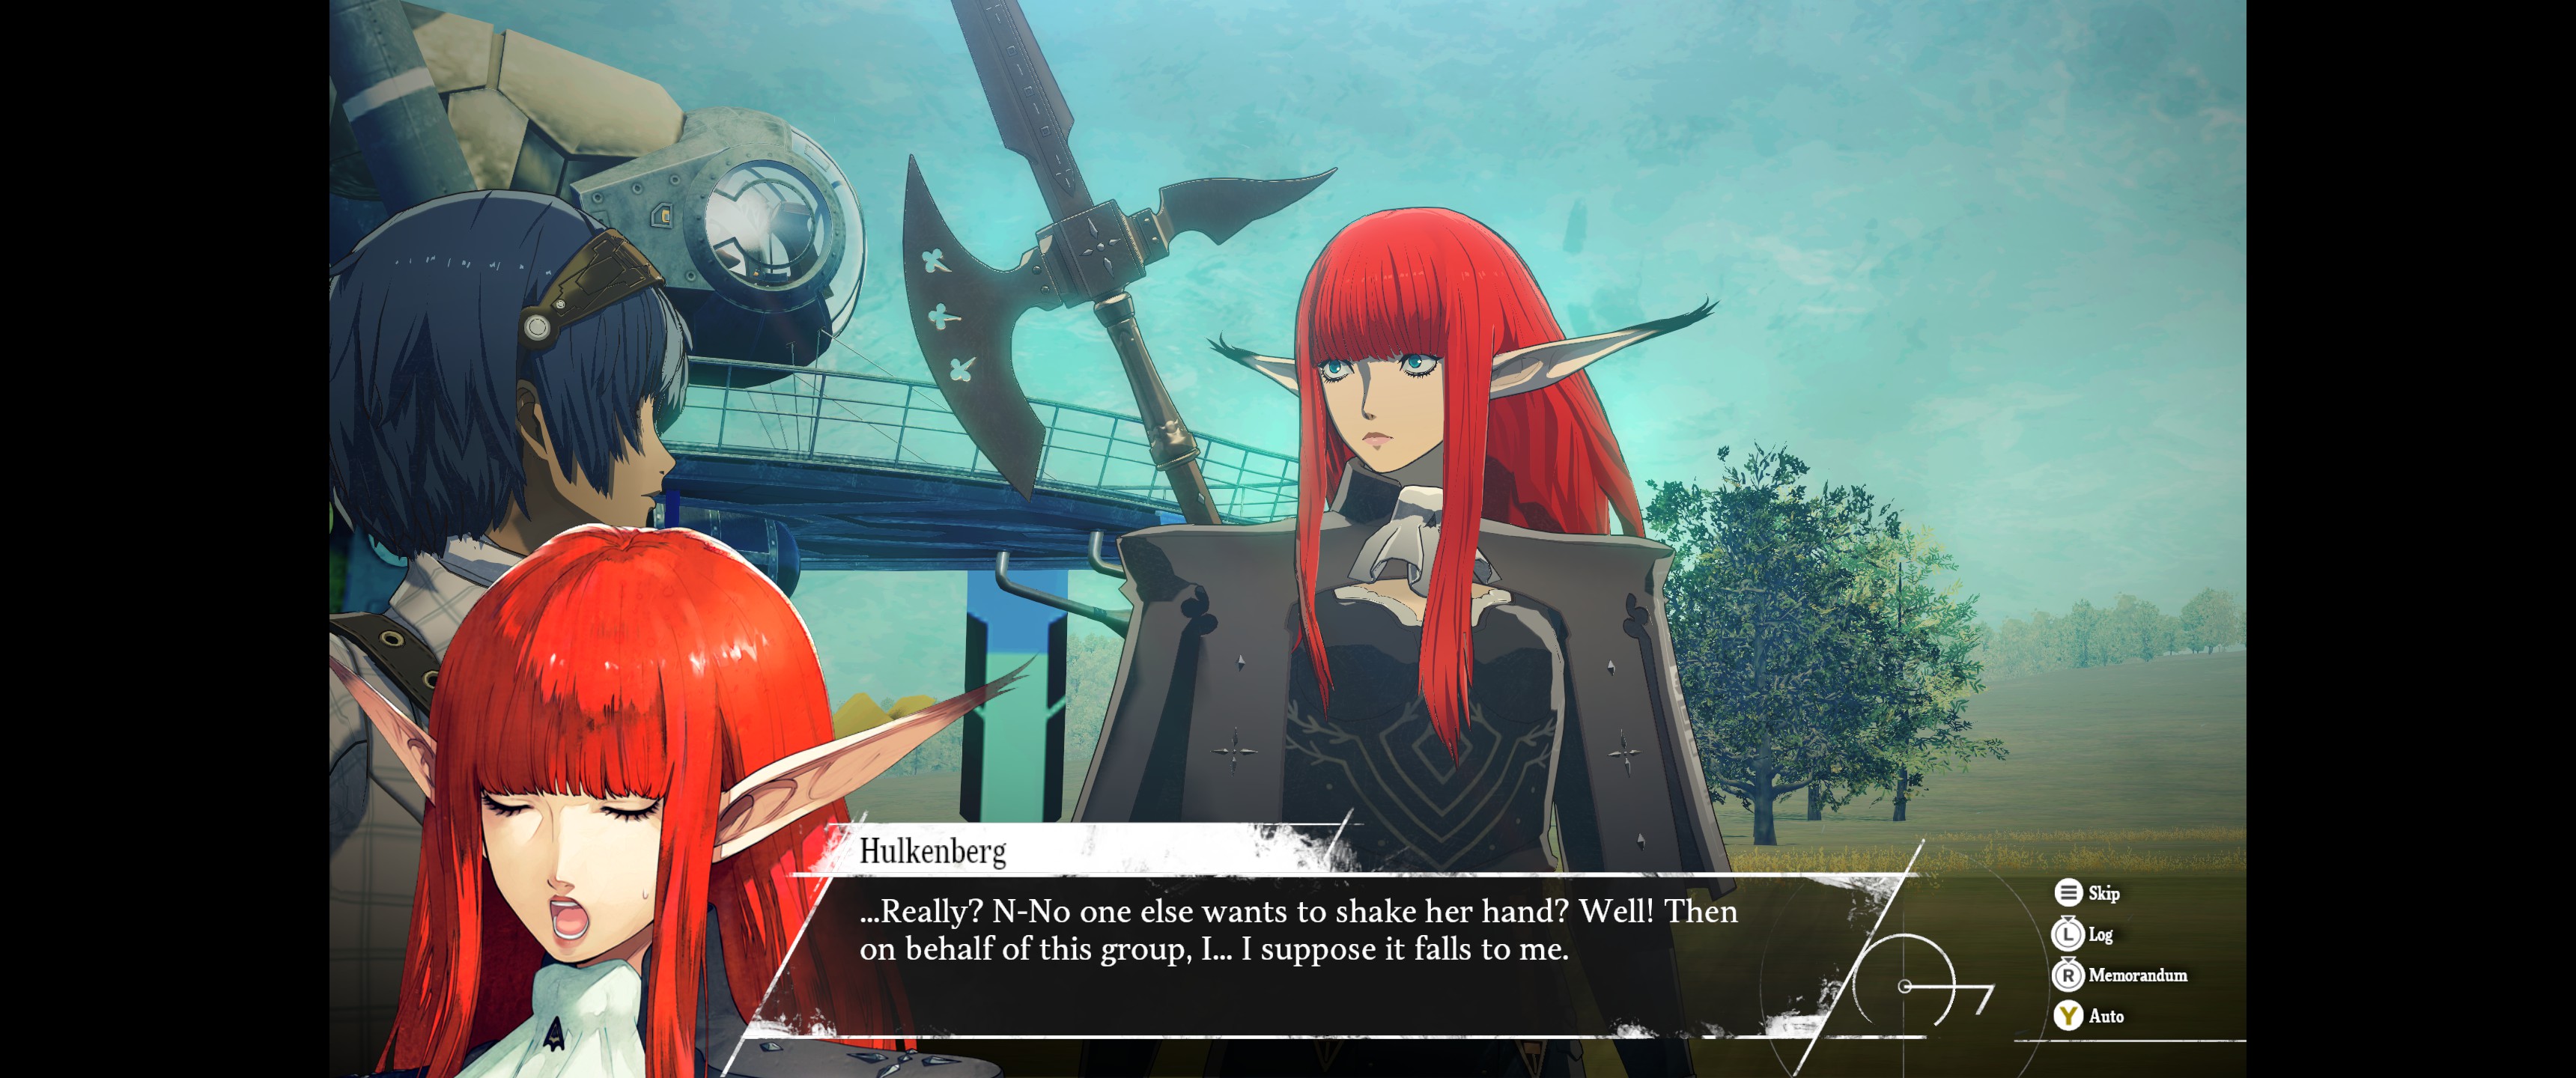 Hulkenberg
...Really? N-No one else wants to shake her hand? Well! Then
on behalf of this group, I... I suppose it falls to me.
Skip
L Log
R Memorandum
Y Auto